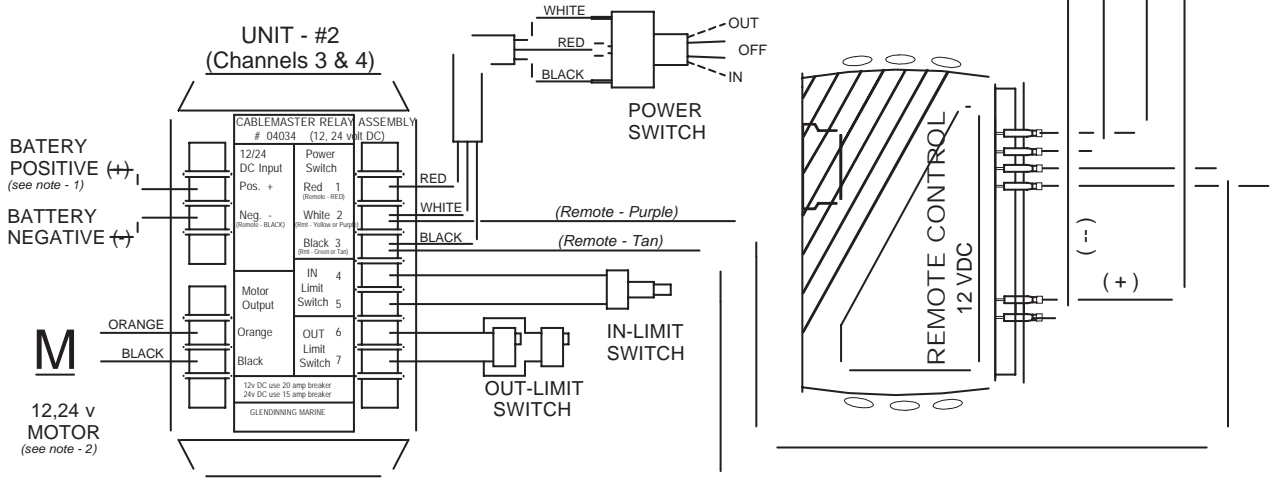 UNIT - #2
(Channels 3 & 4)
WHITE
RED
BLACK
OUT
OFF
IN
POWER
SWITCH
BATERY
POSITIVE (+)
(see note - 1)
BATTERY
NEGATIVE (-)
CABLEMASTER RELAY ASSEMBLY
# 04034 (12, 24 volt DC)
12/24
DC Input
Pos. +
Neg. -
(Remote - BLACK)
Power
Switch
Red 1
(Remote - RED)
White 2
(Rmt - Yellow or Purple)
Black 3
(Rmt - Green or Tan)
Motor
Output
Orange
Black
IN 4
Limit
Switch 5
OUT 6
Limit
Switch 7
12v DC use 20 amp breaker
24v DC use 15 amp breaker
GLENDINNING MARINE
RED
WHITE
BLACK
(Remote - Purple)
(Remote - Tan)
IN-LIMIT
SWITCH
OUT-LIMIT
SWITCH
ORANGE
BLACK
M
12,24 v
MOTOR
(see note - 2)
REMOTE CONTROL
12 VDC
-
(--)
(+)